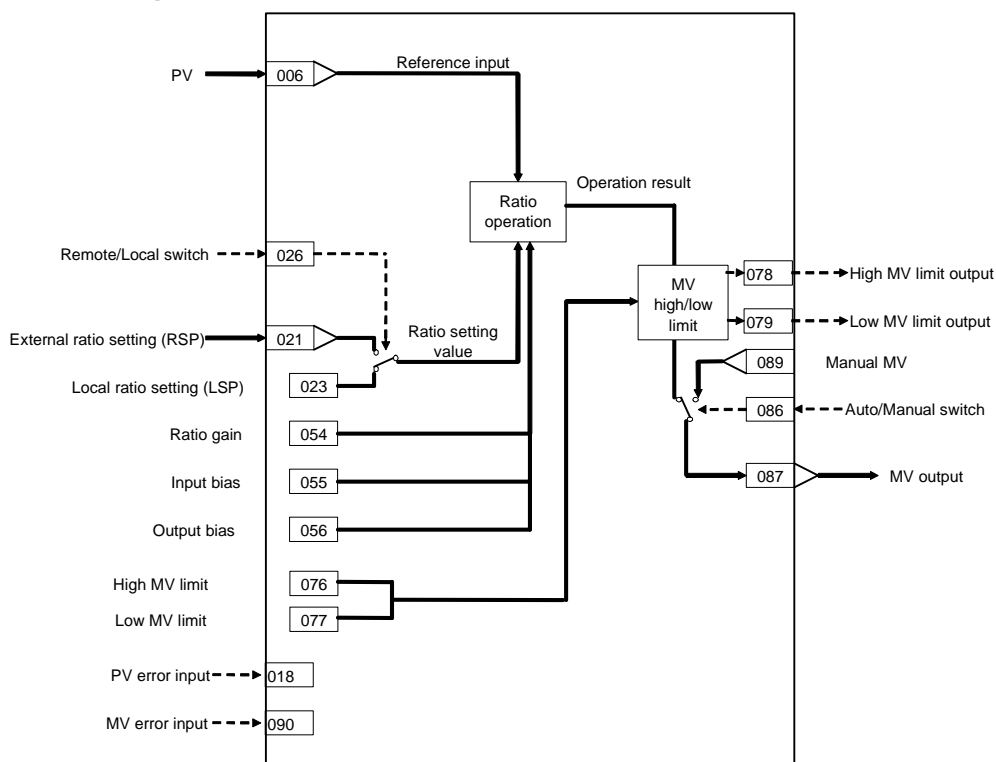 Reference input
PV
006
Operation result
Ratio
operation
Remote/Local switch
026
078
High MV limit output
MV
high/low
limit
079
Low MV limit output
External ratio setting (RSP)
021
Ratio setting
value
089
Manual MV
Local ratio setting (LSP)
023
086
Auto/Manual switch
Ratio gain
054
087
MV output
Input bias
055
Output bias
056
High MV limit
076
Low MV limit
077
PV error input
018
MV error input
090